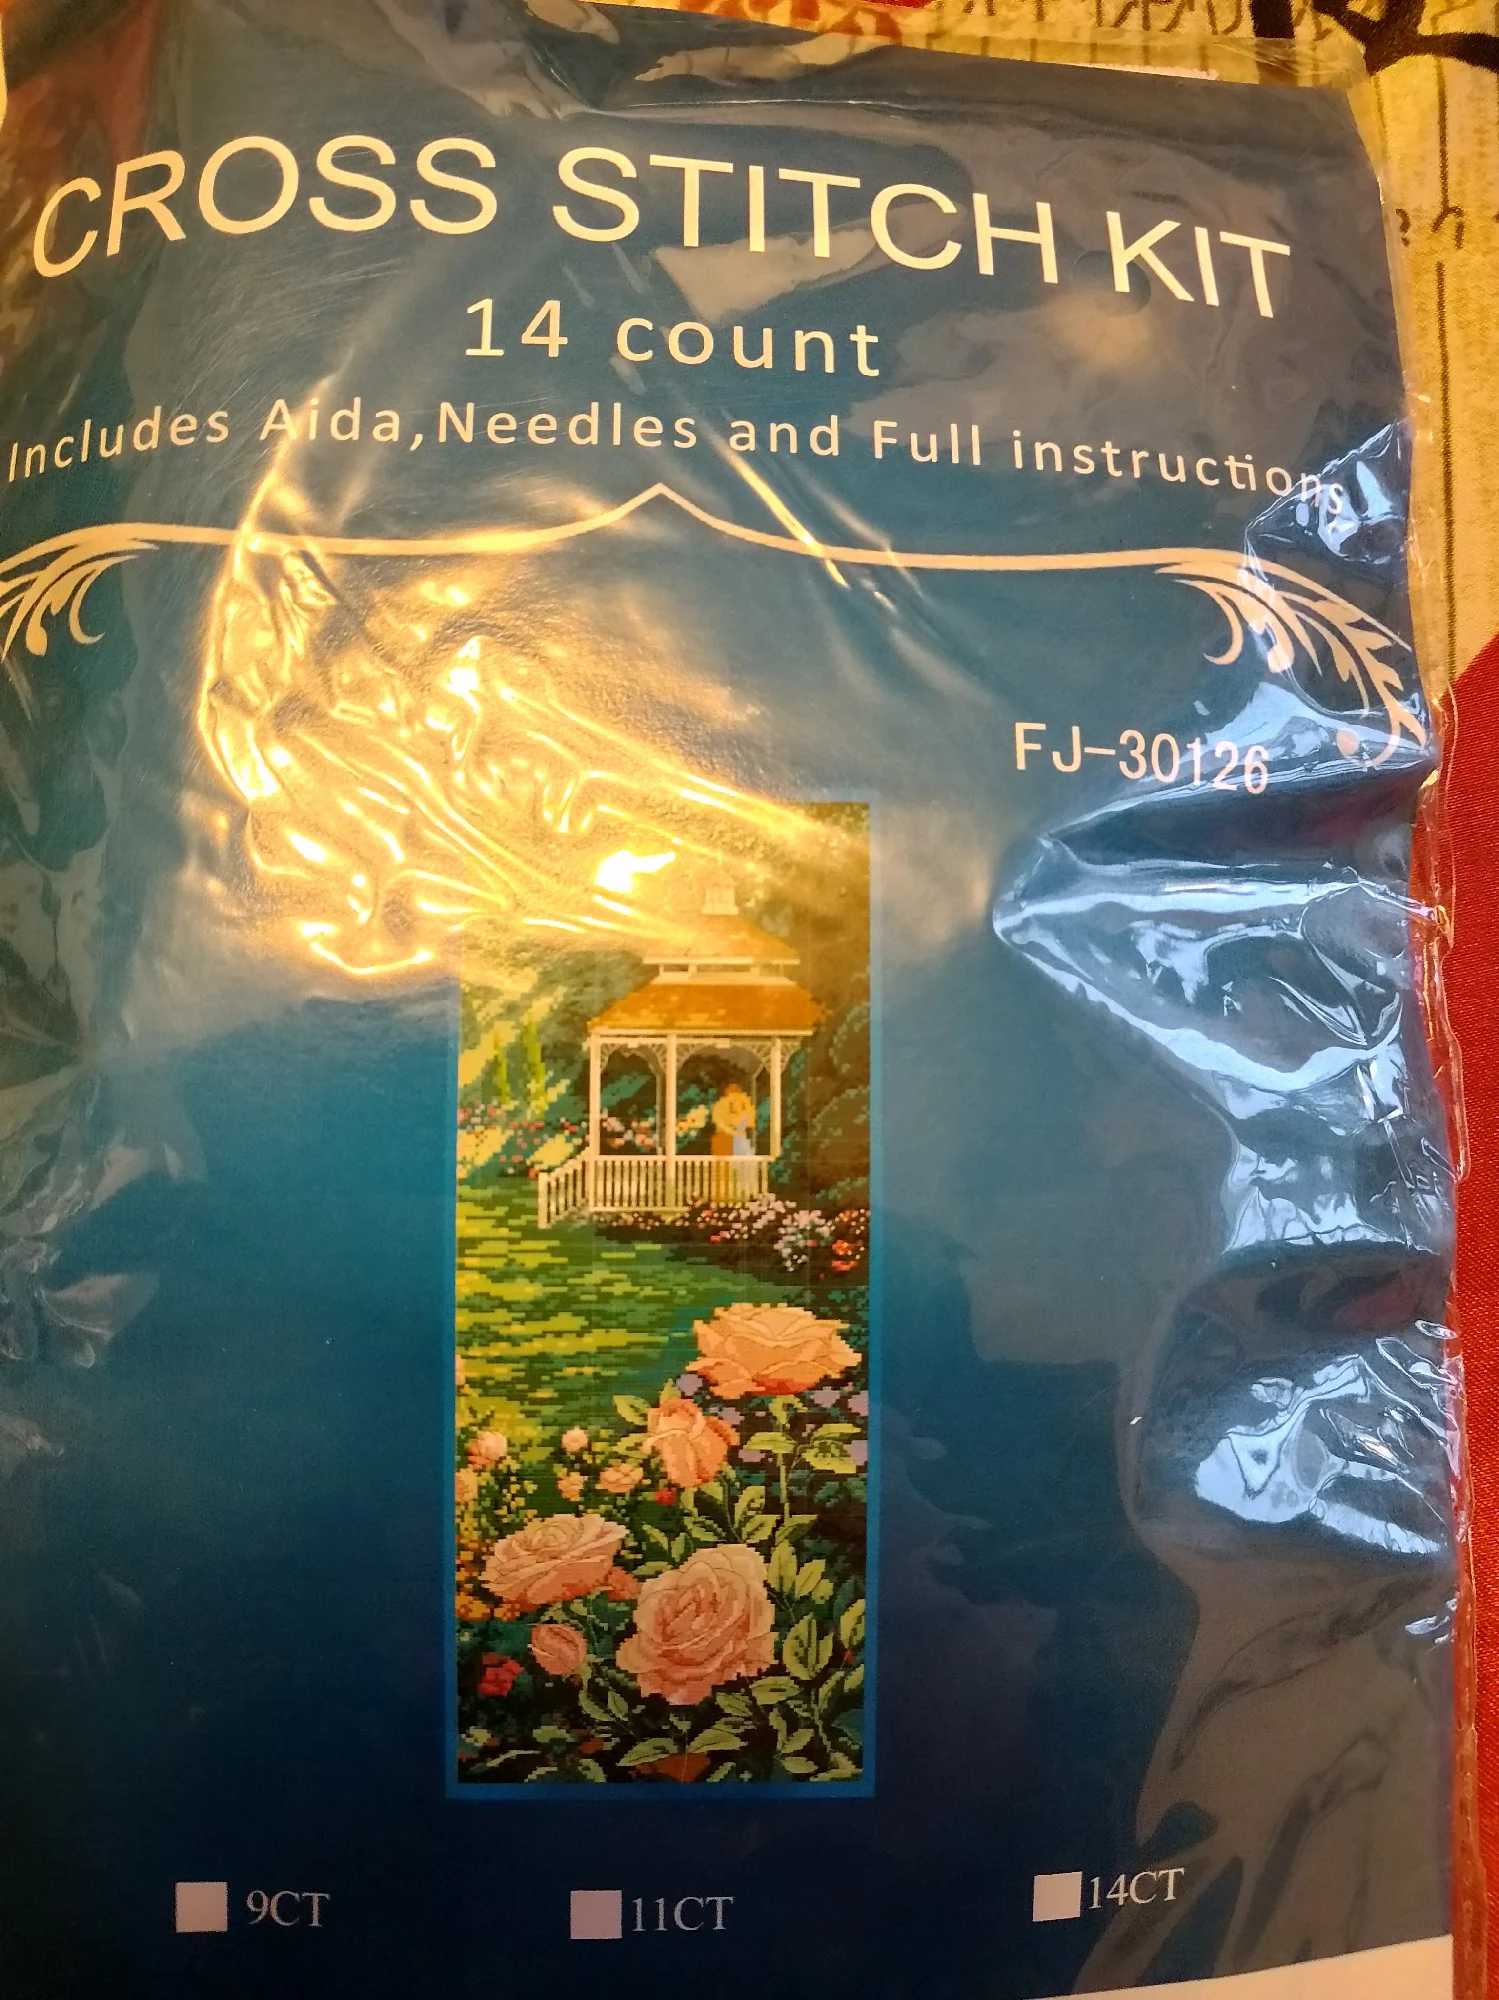 CROSS STITCH KIT
14 count
Includes Aida,Needles and Full instructions
FJ-30126
9CT
11CT
14CT